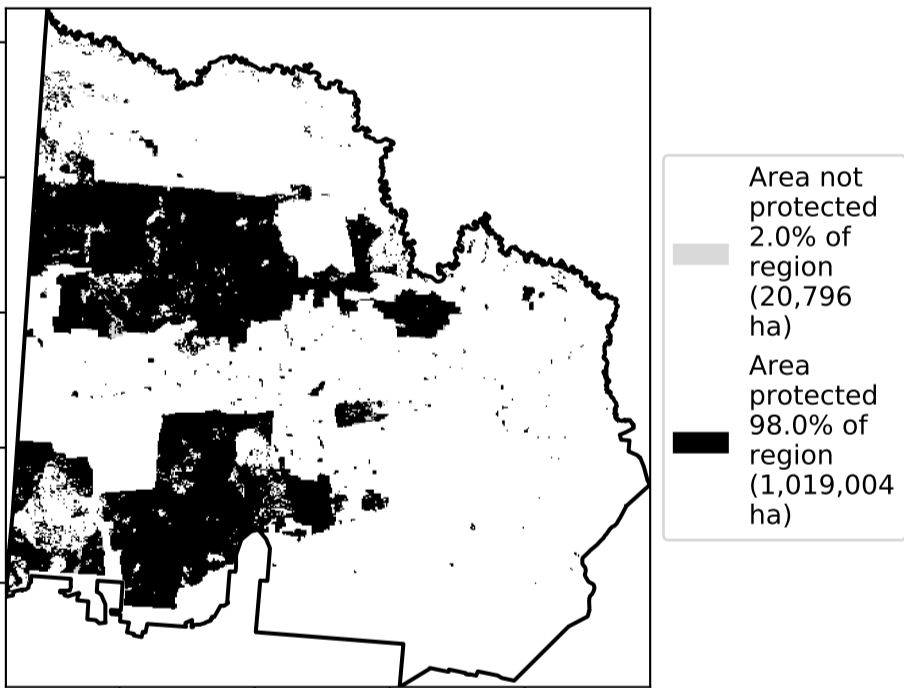 Area not
protected
2.0% of
region
(20,796
ha)
Area
protected
98.0% of
region
(1,019,004
ha)